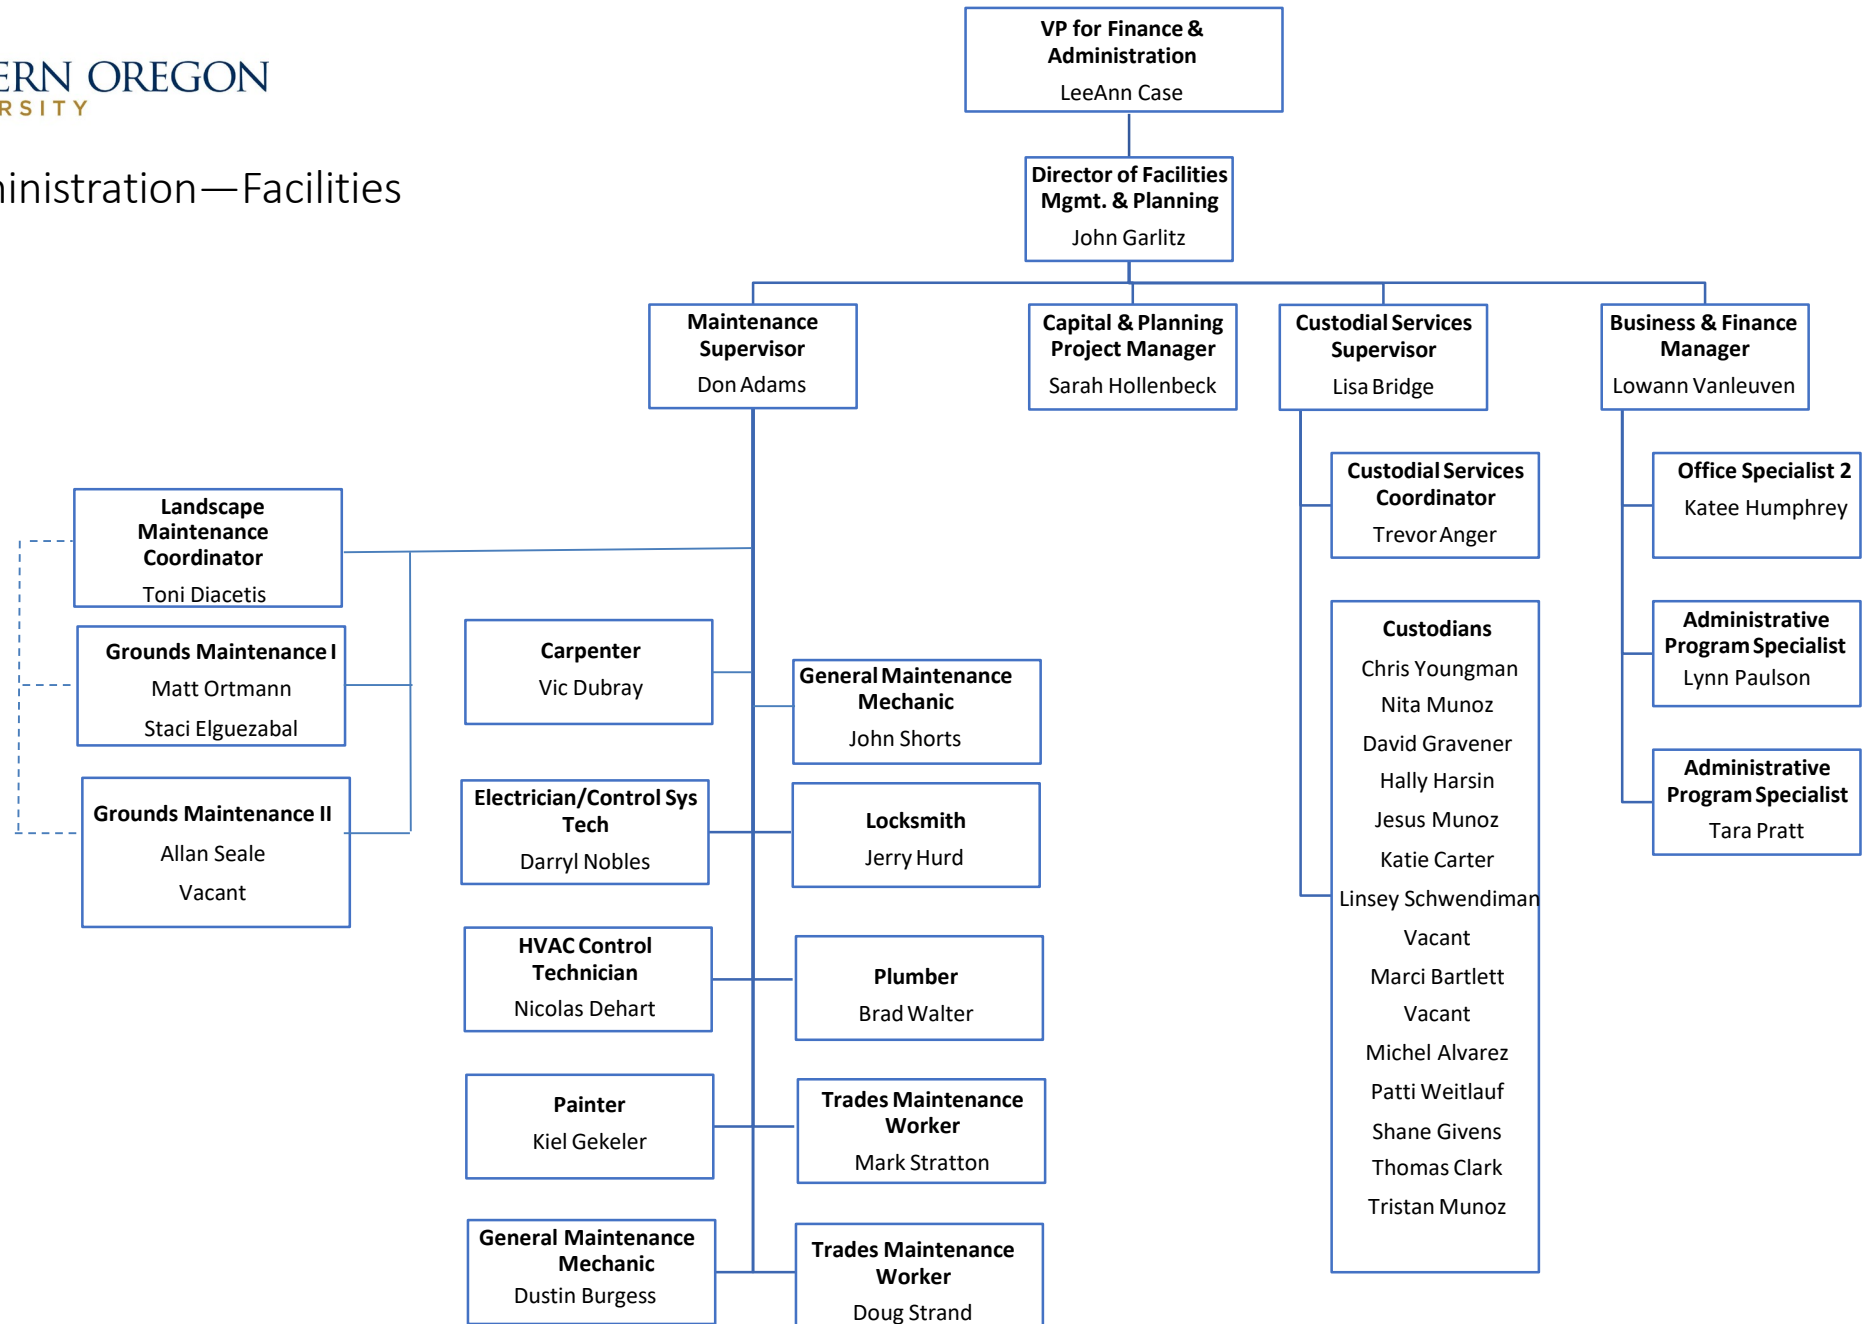 ERN OREGON
RSITY
ministration—Facilities
VP for Finance &
Administration
LeeAnn Case
Director of Facilities
Mgmt. & Planning
John Garlitz
Maintenance
Supervisor
Don Adams
Capital & Planning
Project Manager
Sarah Hollenbeck
Custodial Services
Supervisor
Lisa Bridge
Business & Finance
Manager
Lowann Vanleuven
Landscape
Maintenance
Coordinator
Toni Diacetis
Grounds Maintenance I
Matt Ortmann
Staci Elguezabal
Grounds Maintenance II
Allan Seale
Vacant
Carpenter
Vic Dubray
General Maintenance
Mechanic
John Shorts
Electrician/Control Sys
Tech
Darryl Nobles
Locksmith
Jerry Hurd
HVAC Control
Technician
Nicolas Dehart
Plumber
Brad Walter
Painter
Kiel Gekeler
Trades Maintenance
Worker
Mark Stratton
General Maintenance
Mechanic
Dustin Burgess
Trades Maintenance
Worker
Doug Strand
Custodial Services
Coordinator
Trevor Anger
Custodians
Chris Youngman
Nita Munoz
David Gravener
Hally Harsin
Jesus Munoz
Katie Carter
Linsey Schwendiman
Vacant
Marci Bartlett
Vacant
Michel Alvarez
Patti Weitlauf
Shane Givens
Thomas Clark
Tristan Munoz
Office Specialist 2
Katee Humphrey
Administrative
Program Specialist
Lynn Paulson
Administrative
Program Specialist
Tara Pratt